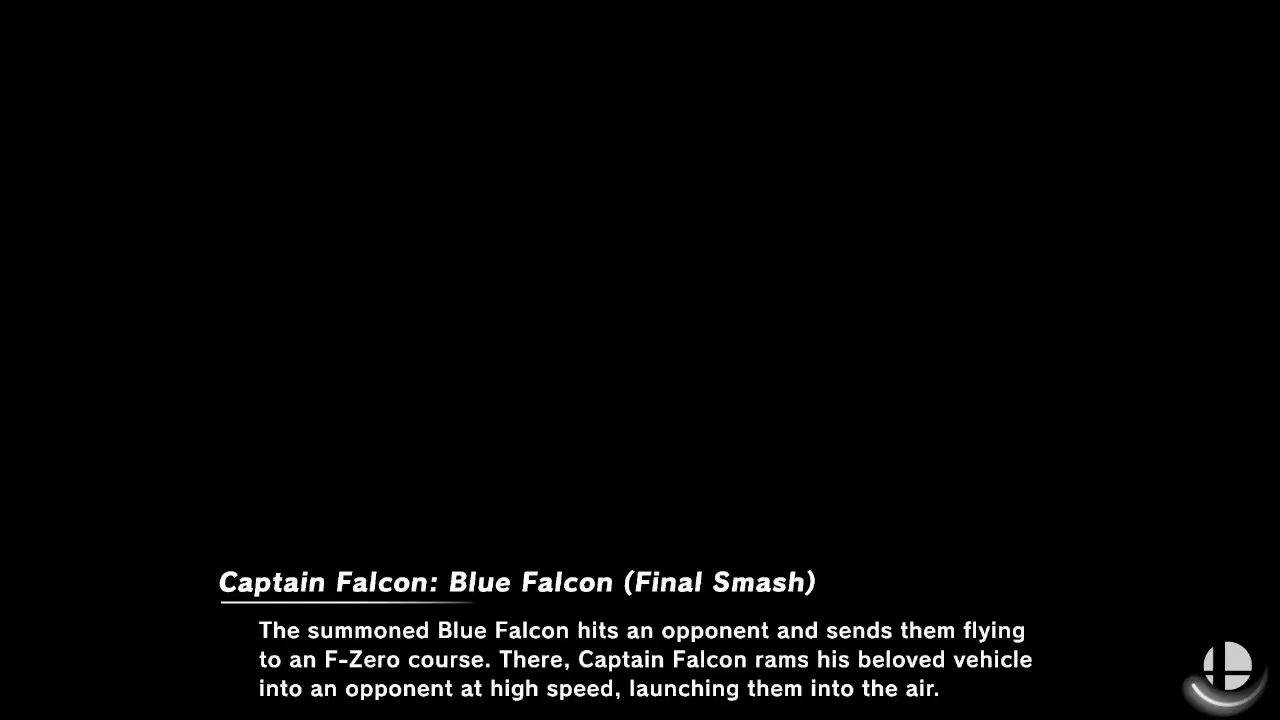 Captain Falcon: Blue Falcon (Final Smash)
The summoned Blue Falcon hits an opponent and sends them flying
to an F-Zero course. There, Captain Falcon rams his beloved vehicle
into an opponent at high speed, launching them into the air.